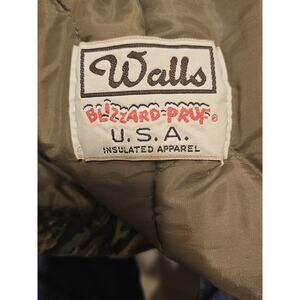 Walls
BLIZZARD-PRUF®
U.S.A.
INSULATED APPAREL